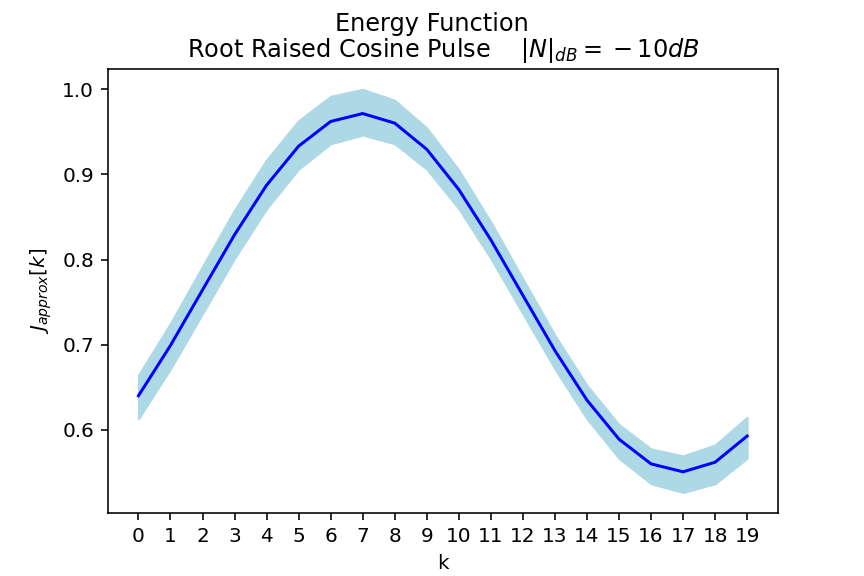 Energy Function
Root Raised Cosine Pulse |N|_{dB} = −10dB
1.0
0.9
0.8
0.7
0.6
J_{approx}[k]
0 1 2 3 4 5 6 7 8 9 10 11 12 13 14 15 16 17 18 19
k